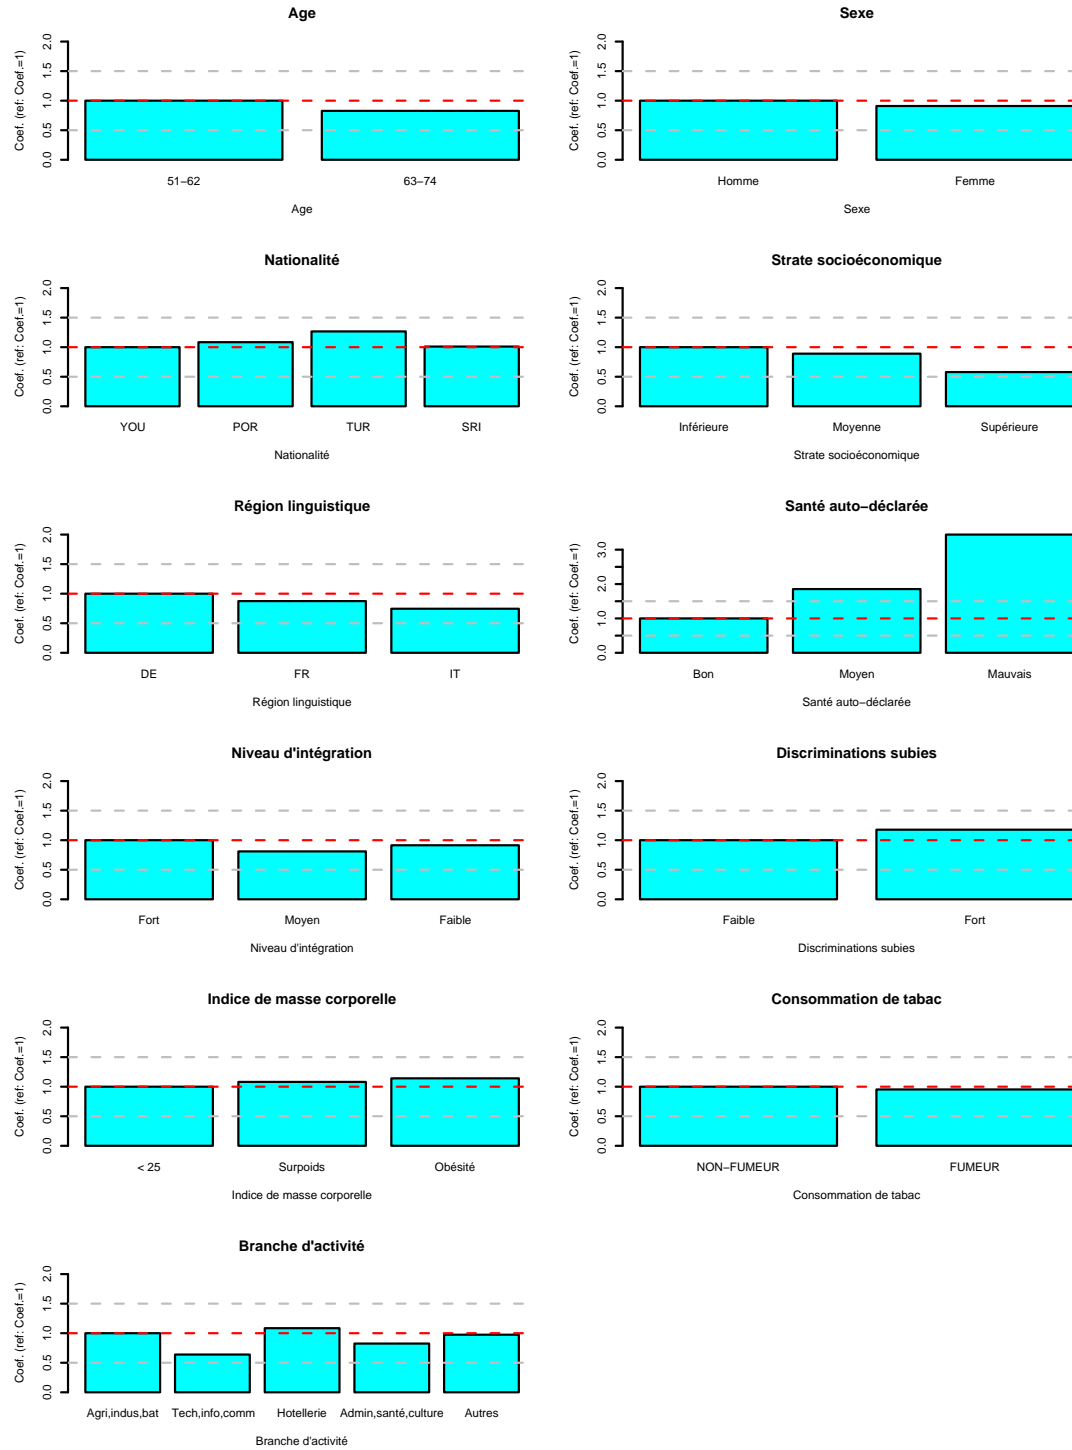 Age
Coef. (ref: Coef.=1)
0.0 0.5 1.0 1.5 2.0
51−62 63−74
Age
Sexe
Coef. (ref: Coef.=1)
0.0 0.5 1.0 1.5 2.0
Homme Femme
Sexe
Nationalité
Coef. (ref: Coef.=1)
0.0 0.5 1.0 1.5 2.0
YOU POR TUR SRI
Nationalité
Strate socioéconomique
Coef. (ref: Coef.=1)
0.0 0.5 1.0 1.5 2.0
Inférieure Moyenne Supérieure
Strate socioéconomique
Région linguistique
Coef. (ref: Coef.=1)
0.0 0.5 1.0 1.5 2.0
DE FR IT
Région linguistique
Santé auto−déclarée
Coef. (ref: Coef.=1)
0.0 1.0 2.0 3.0
Bon Moyen Mauvais
Santé auto−déclarée
Niveau d'intégration
Coef. (ref: Coef.=1)
0.0 0.5 1.0 1.5 2.0
Fort Moyen Faible
Niveau d'intégration
Discriminations subies
Coef. (ref: Coef.=1)
0.0 0.5 1.0 1.5 2.0
Faible Fort
Discriminations subies
Indice de masse corporelle
Coef. (ref: Coef.=1)
0.0 0.5 1.0 1.5 2.0
< 25 Surpoids Obésité
Indice de masse corporelle
Consommation de tabac
Coef. (ref: Coef.=1)
0.0 0.5 1.0 1.5 2.0
NON−FUMEUR FUMEUR
Consommation de tabac
Branche d'activité
Coef. (ref: Coef.=1)
0.0 0.5 1.0 1.5 2.0
Agri,indus,bat Tech,info,comm Hotellerie Admin,santé,culture Autres
Branche d'activité